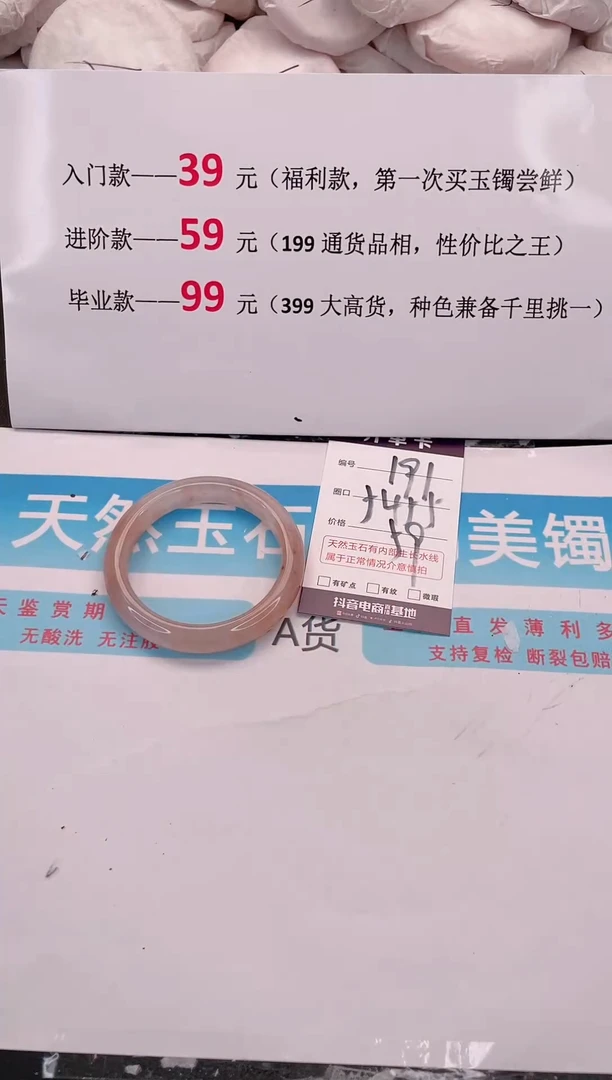 入门款——39 元（福利款，第一次买玉镯尝鲜）
进阶款——59 元（199 通货品相，性价比之王）
毕业款——99 元（399 大高货，种色兼备千里挑一）
编号 191
圈口
价格
天然玉石有内部生长水线
属于正常情况介意慎拍
有矿点 有纹 微瑕
抖音电商 基地
天然玉石 美镯
天鉴赏期
无酸洗 无注胶
A货
直发薄利多
支持复检 断裂包赔